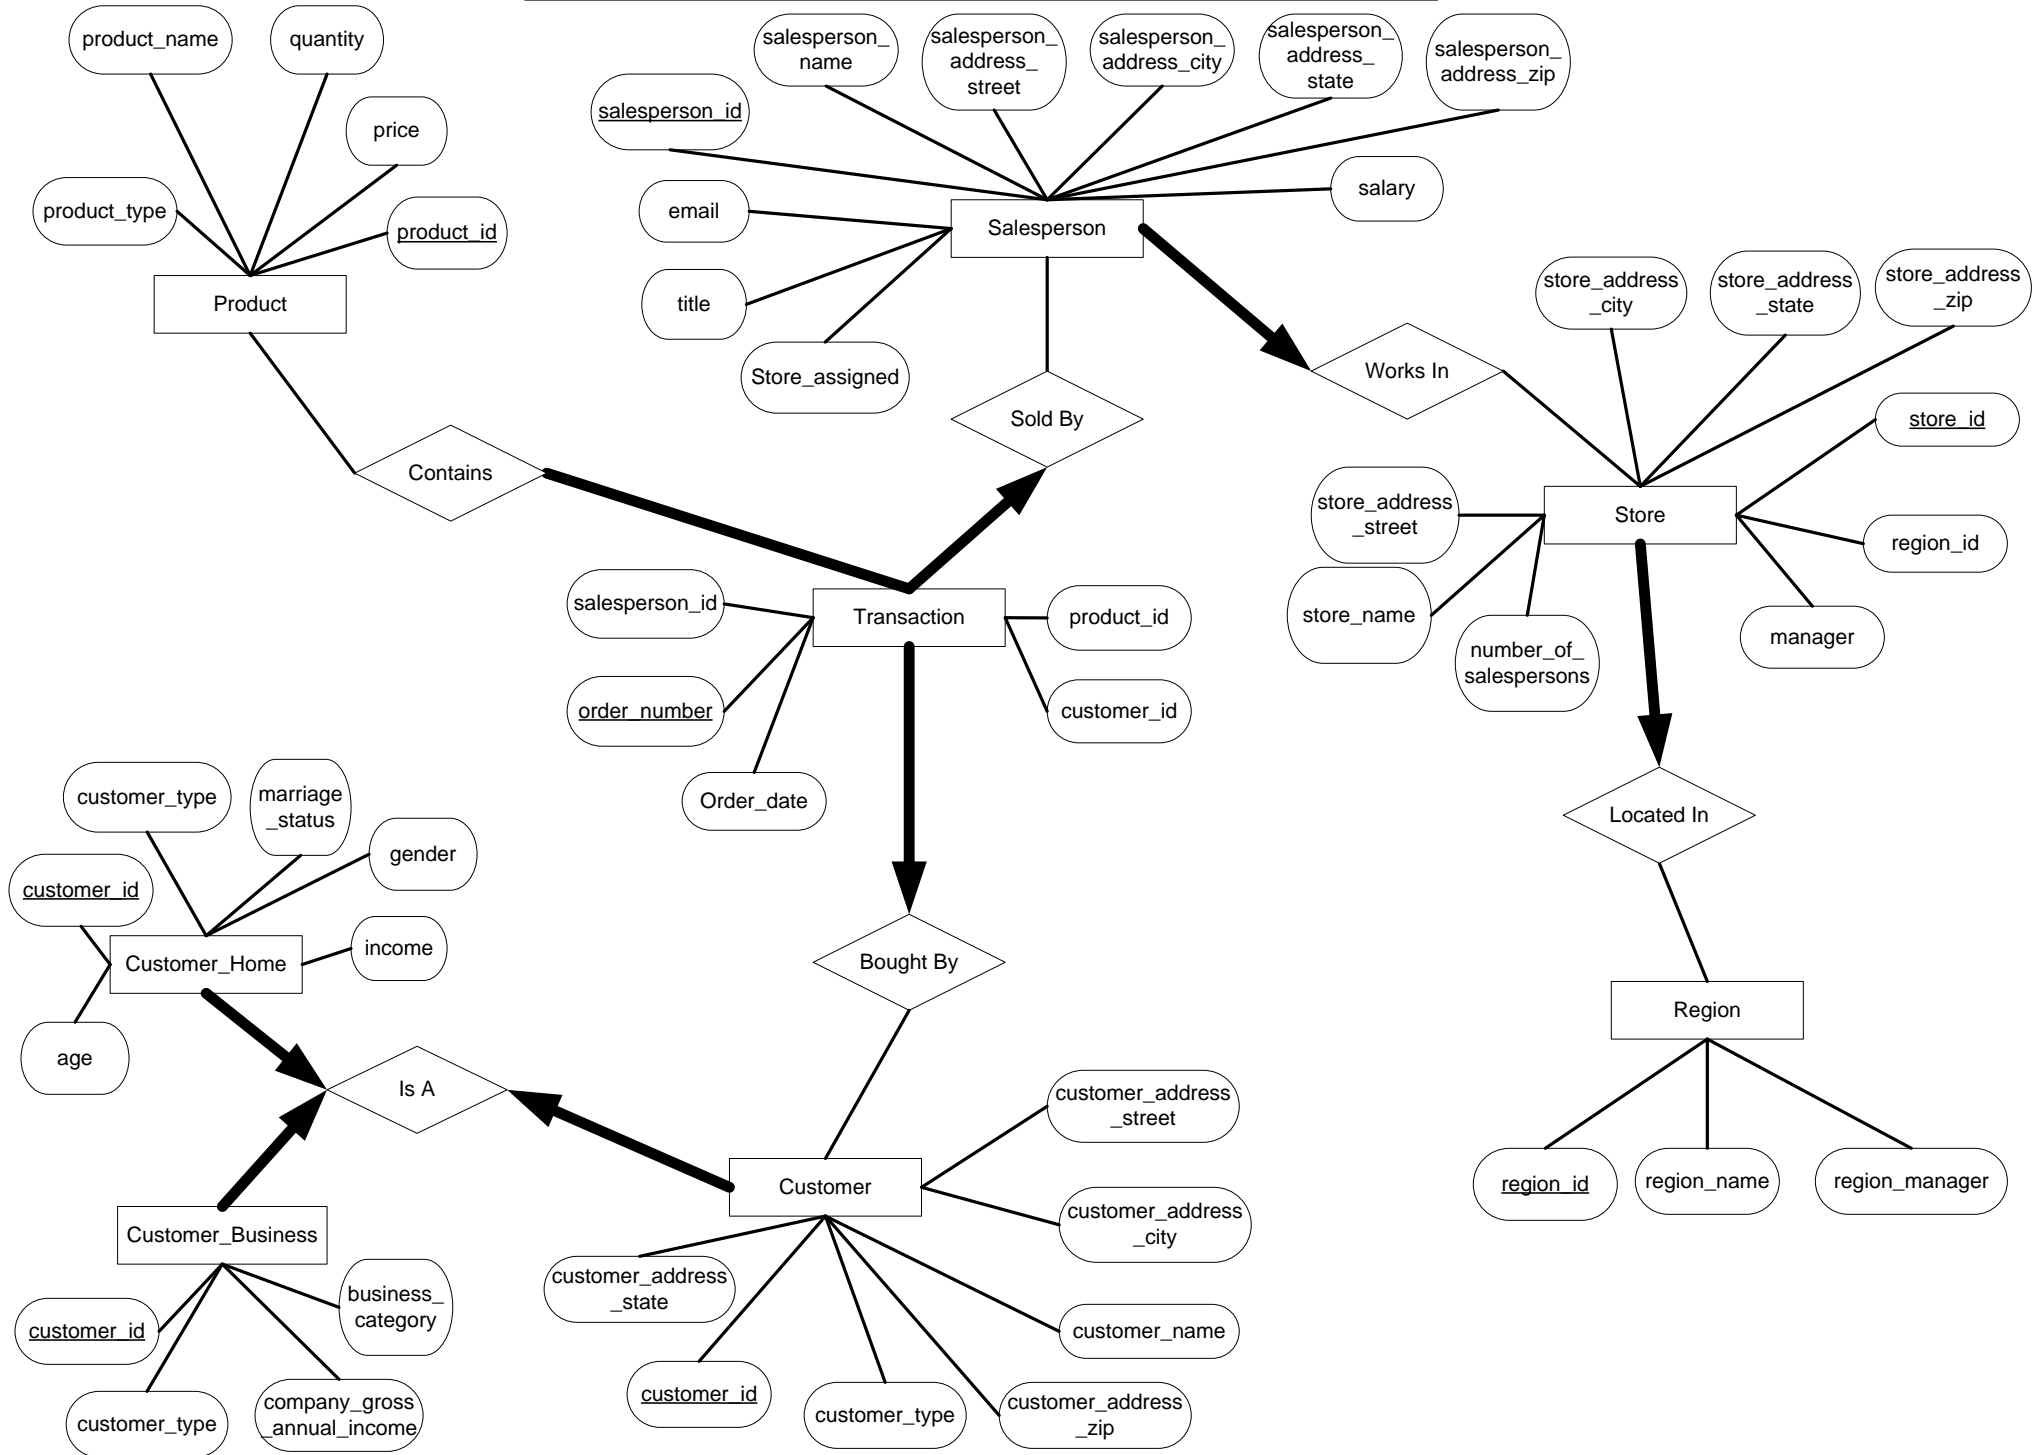 product_name
quantity
price
product_type
product_id
Product
salesperson_
name
salesperson_
address_
street
salesperson_
address_city
salesperson_
address_
state
salesperson_
address_zip
salesperson_id
salary
email
title
Store_assigned
Salesperson
Sold By
Works In
Contains
store_address
_city
store_address
_state
store_address
_zip
store_id
store_address
_street
Store
region_id
store_name
number_of_
salespersons
manager
salesperson_id
Transaction
product_id
order_number
customer_id
Order_date
Located In
customer_type
marriage
_status
gender
customer_id
Customer_Home
income
age
Bought By
Is A
Region
region_id
region_name
region_manager
Customer_Business
business_
category
customer_id
customer_type
company_gross
_annual_income
Customer
customer_address
_street
customer_address
_city
customer_address
_state
customer_name
customer_id
customer_type
customer_address
_zip